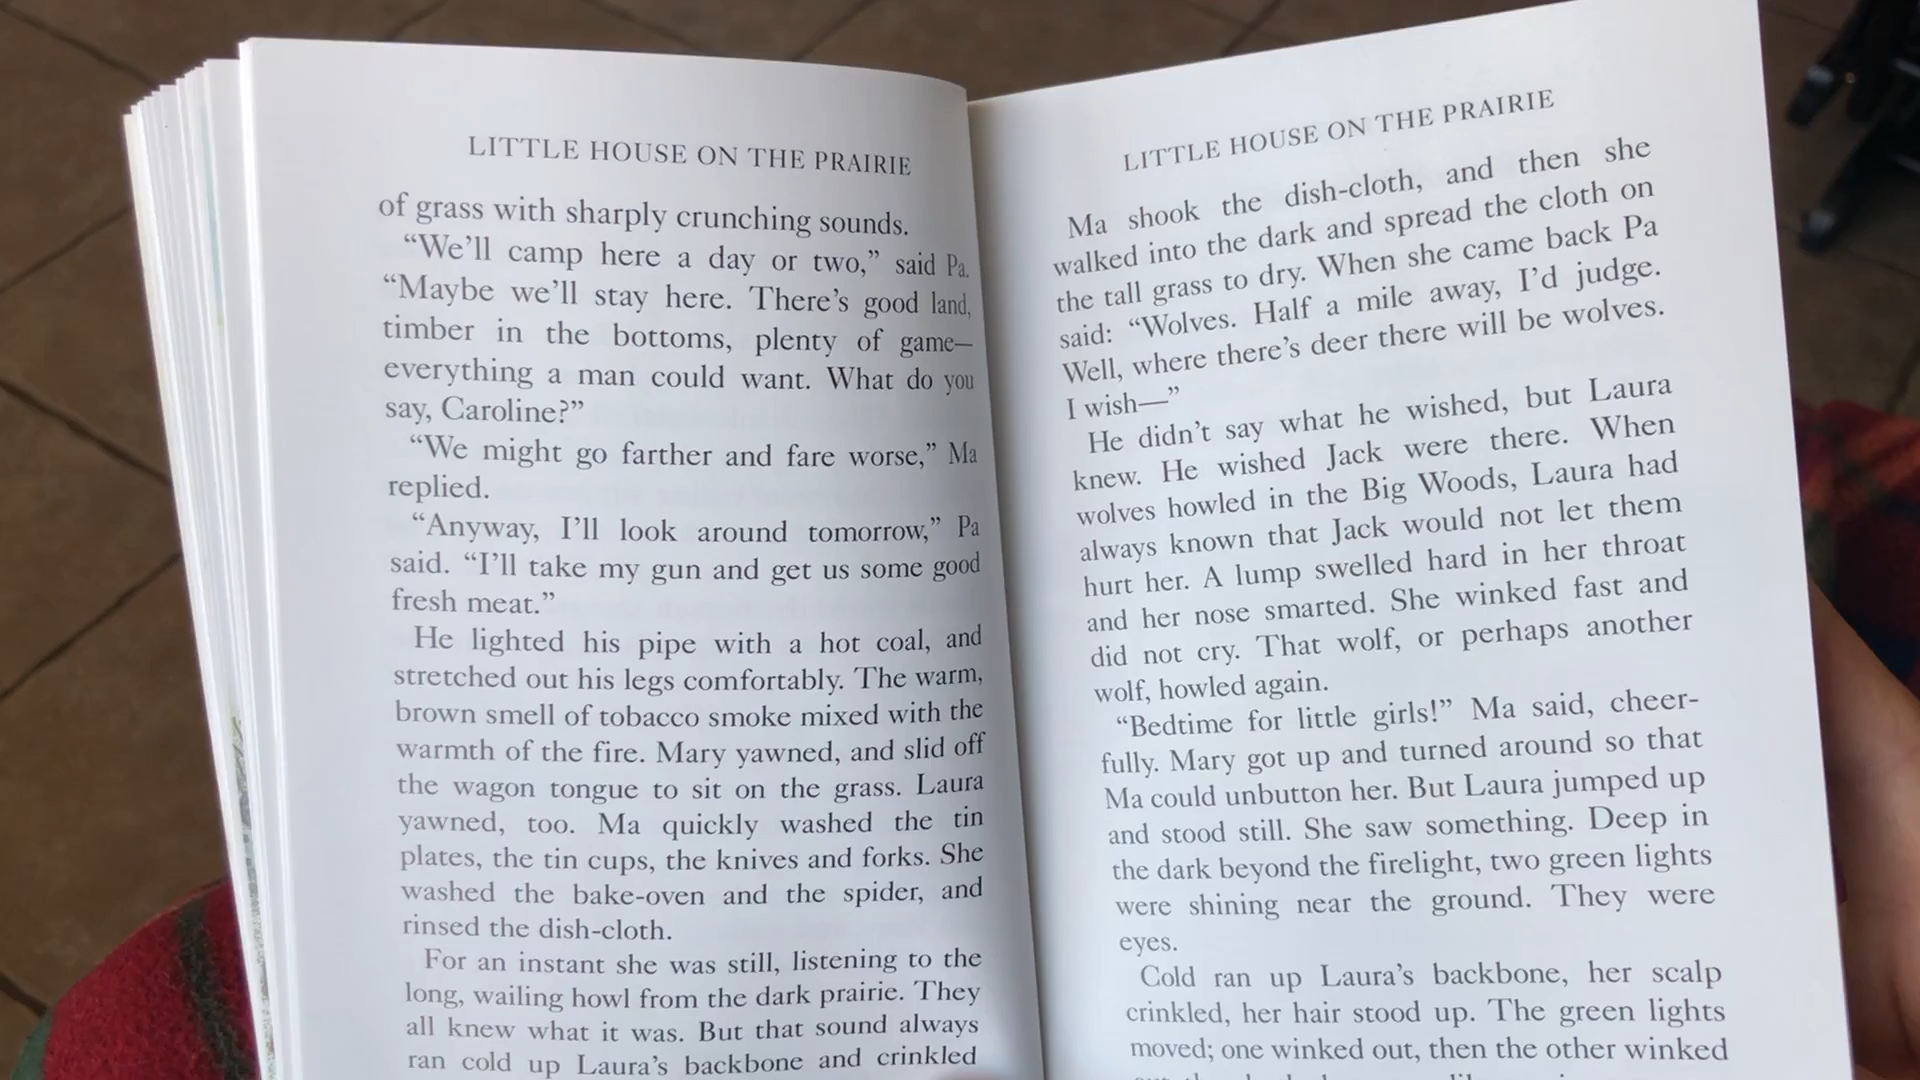 LITTLE HOUSE ON THE PRAIRIE
of grass with sharply crunching sounds.
“We’ll camp here a day or two,” said Pa.
“Maybe we’ll stay here. There’s good land,
timber in the bottoms, plenty of game—
everything a man could want. What do you
say, Caroline?”
“We might go farther and fare worse,” Ma
replied.
“Anyway, I’ll look around tomorrow,” Pa
said. “I’ll take my gun and get us some good
fresh meat.”
He lighted his pipe with a hot coal, and
stretched out his legs comfortably. The warm,
brown smell of tobacco smoke mixed with the
warmth of the fire. Mary yawned, and slid off
the wagon tongue to sit on the grass. Laura
yawned, too. Ma quickly washed the tin
plates, the tin cups, the knives and forks. She
washed the bake-oven and the spider, and
rinsed the dish-cloth.
For an instant she was still, listening to the
long, wailing howl from the dark prairie. They
all knew what it was. But that sound always
ran cold up Laura’s backbone and crinkled
LITTLE HOUSE ON THE PRAIRIE
Ma shook the dish-cloth, and then she
walked into the dark and spread the cloth on
the tall grass to dry. When she came back Pa
said: “Wolves. Half a mile away, I’d judge.
Well, where there’s deer there will be wolves.
I wish—”
He didn’t say what he wished, but Laura
knew. He wished Jack were there. When
wolves howled in the Big Woods, Laura had
always known that Jack would not let them
hurt her. A lump swelled hard in her throat
and her nose smarted. She winked fast and
did not cry. That wolf, or perhaps another
wolf, howled again.
“Bedtime for little girls!” Ma said, cheer-
fully. Mary got up and turned around so that
Ma could unbutton her. But Laura jumped up
and stood still. She saw something. Deep in
the dark beyond the firelight, two green lights
were shining near the ground. They were
eyes.
Cold ran up Laura’s backbone, her scalp
crinkled, her hair stood up. The green lights
moved; one winked out, then the other winked